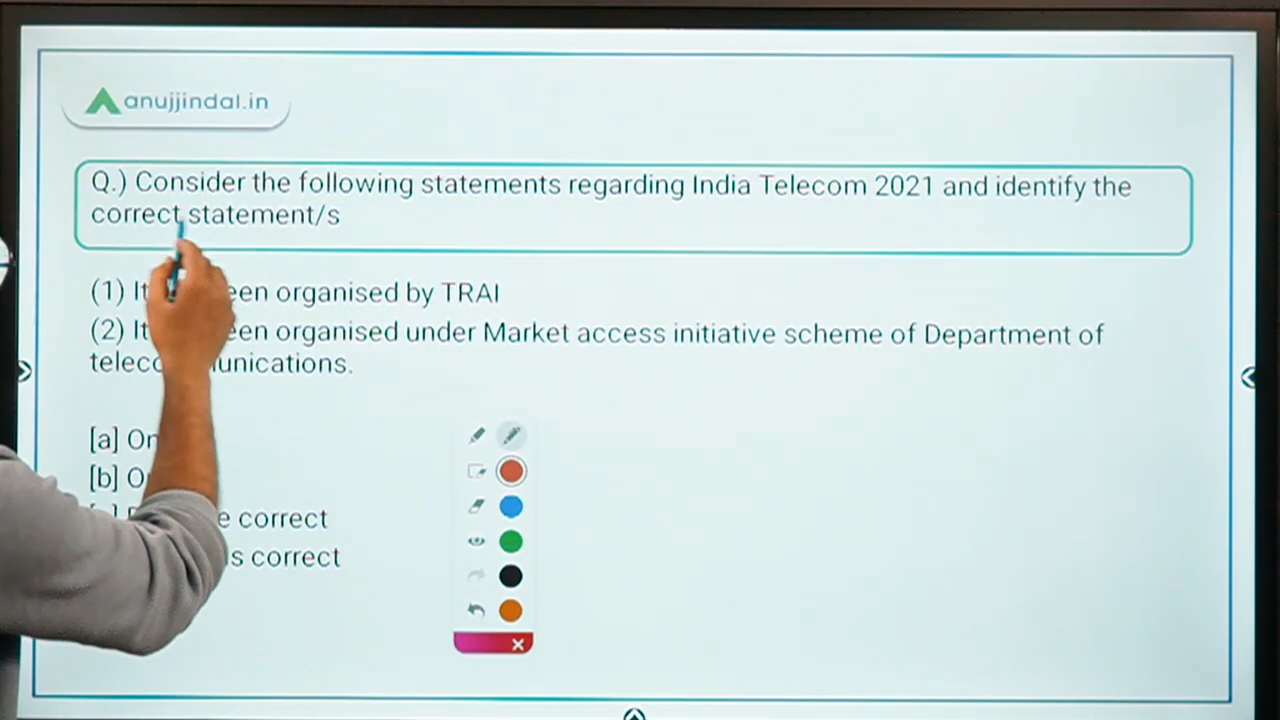 anujjindal.in
Q.) Consider the following statements regarding India Telecom 2021 and identify the
correct statement/s
(1) It een organised by TRAI
(2) It een organised under Market access initiative scheme of Department of
telec unications.
[a] On
[b] O
e correct
is correct